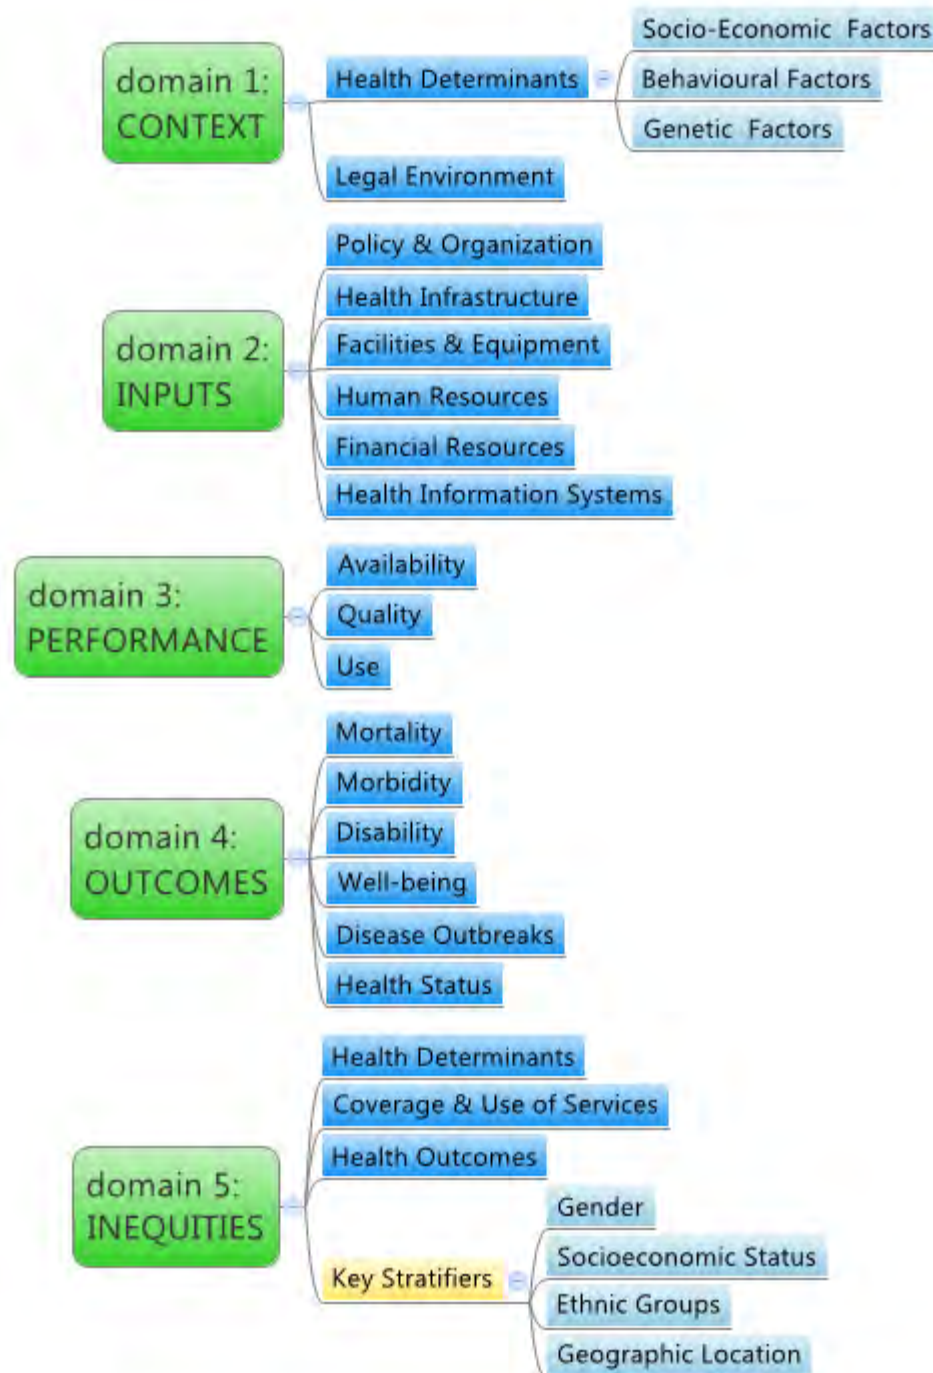 domain 1:
CONTEXT
Health Determinants
Socio-Economic Factors
Behavioural Factors
Genetic Factors
Legal Environment
domain 2:
INPUTS
Policy & Organization
Health Infrastructure
Facilities & Equipment
Human Resources
Financial Resources
Health Information Systems
domain 3:
PERFORMANCE
Availability
Quality
Use
domain 4:
OUTCOMES
Mortality
Morbidity
Disability
Well-being
Disease Outbreaks
Health Status
domain 5:
INEQUITIES
Health Determinants
Coverage & Use of Services
Health Outcomes
Key Stratifiers
Gender
Socioeconomic Status
Ethnic Groups
Geographic Location